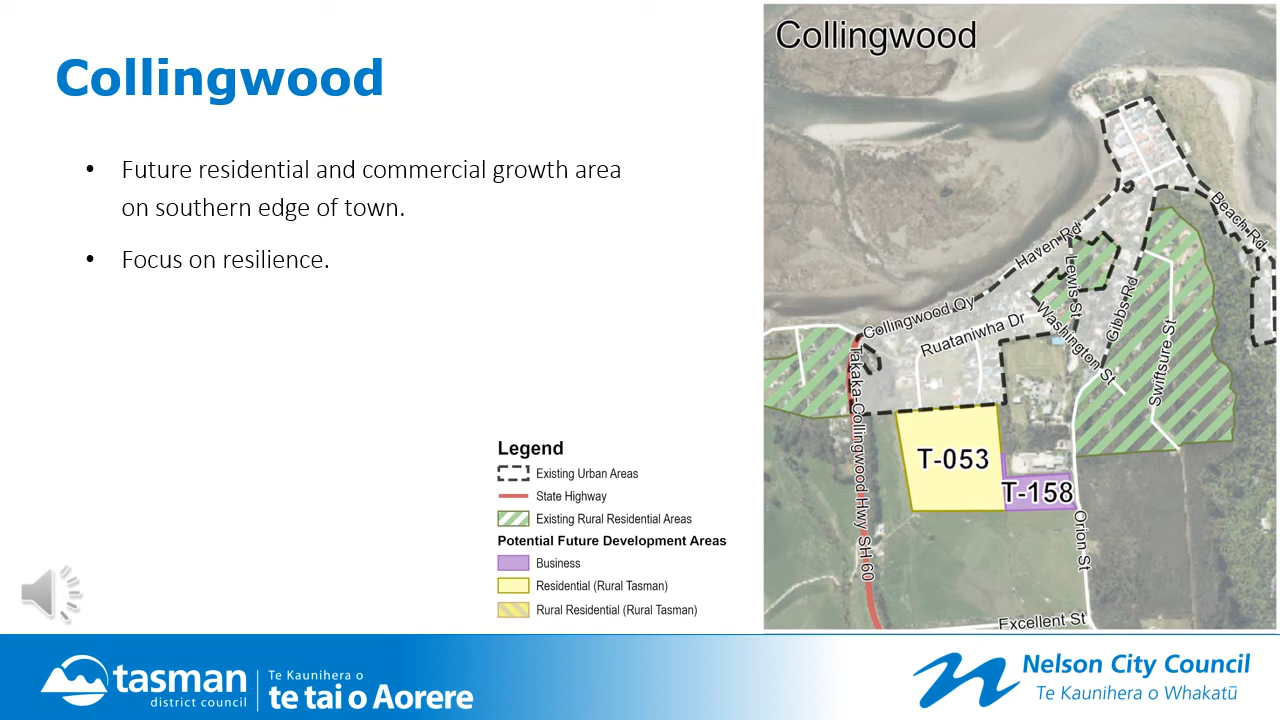 Collingwood
• Future residential and commercial growth area
on southern edge of town.
• Focus on resilience.
Legend
Existing Urban Areas
State Highway
Existing Rural Residential Areas
Potential Future Development Areas
Business
Residential (Rural Tasman)
Rural Residential (Rural Tasman)
Collingwood
Beach Rd
Haven Rd
Lewis St
Gibbs Rd
Collingwood Qy
Ruataniwha Dr
Washington St
Swiftsure St
Takaka-Collingwood Hwy SH 60
T-053
T-158
Orion St
Excellent St
tasman
district council
Te Kaunihera o
te tai o Aorere
Nelson City Council
Te Kaunihera o Whakatū